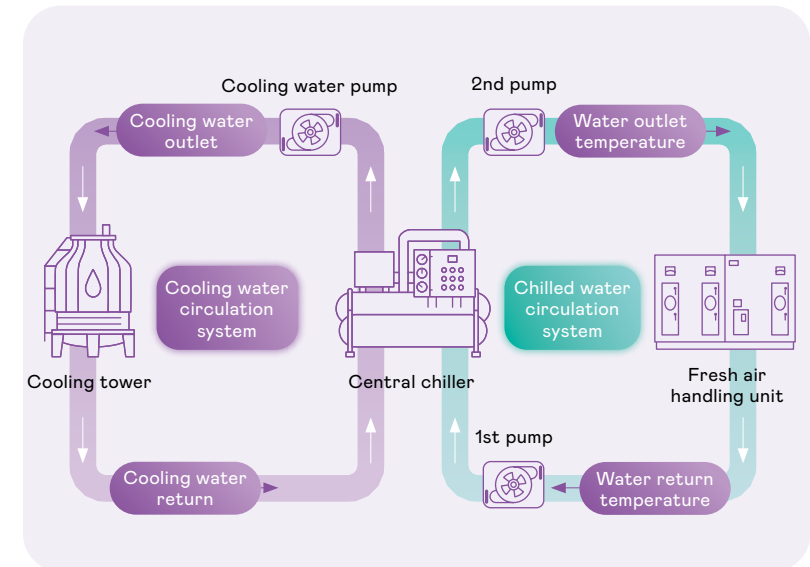 Cooling water pump
2nd pump
Cooling water
outlet
Water outlet
temperature
Cooling water
circulation
system
Chilled water
circulation
system
Cooling tower
Central chiller
Fresh air
handling unit
1st pump
Cooling water
return
Water return
temperature